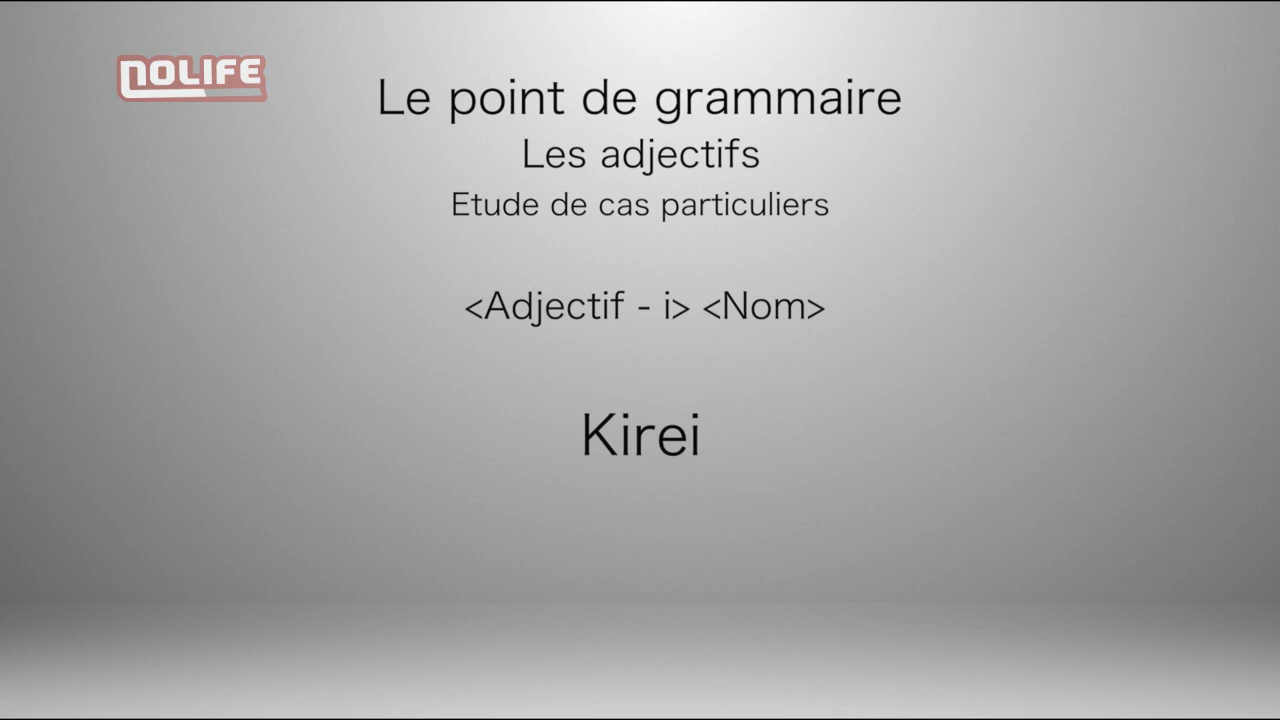 NOLIFE
Le point de grammaire
Les adjectifs
Etude de cas particuliers
<Adjectif - i> <Nom>
Kirei